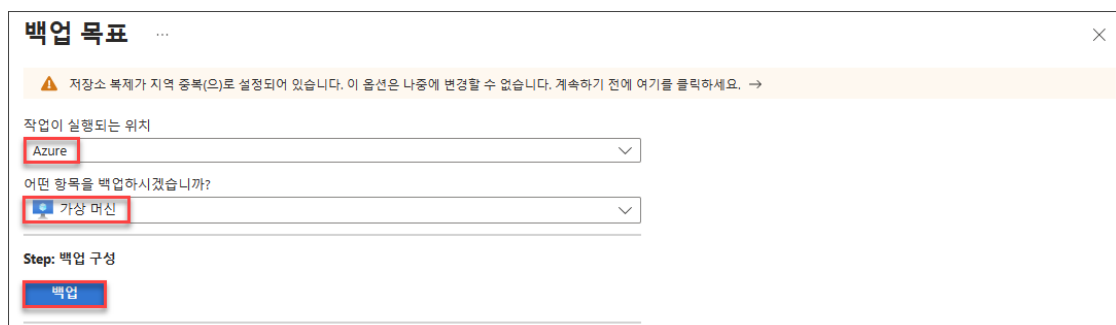 백업 목표 ...
저장소 복제가 지역 중복(으)로 설정되어 있습니다. 이 옵션은 나중에 변경할 수 없습니다. 계속하기 전에 여기를 클릭하세요. →
작업이 실행되는 위치
Azure
어떤 항목을 백업하시겠습니까?
가상 머신
Step: 백업 구성
백업